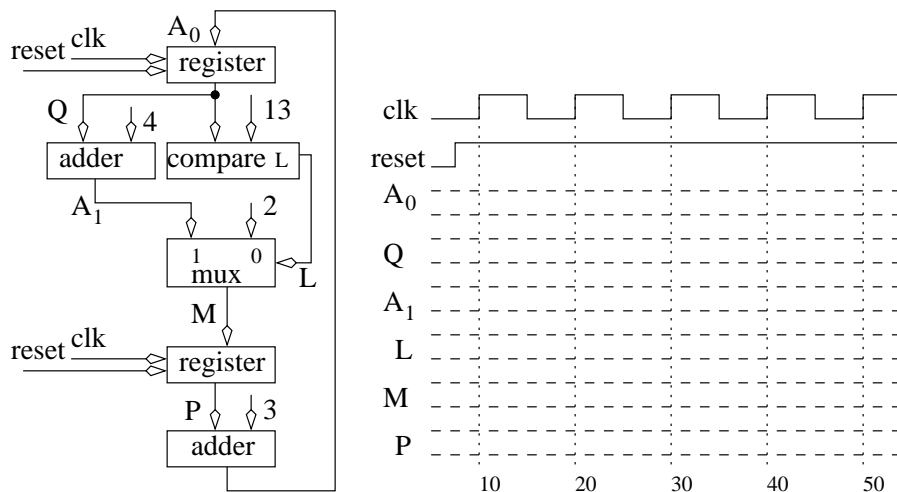 A0
reset clk
register
Q
4
13
adder
compare L
A1
2
1 0
mux
L
M
reset clk
register
P
3
adder
clk
reset
A0
Q
A1
L
M
P
10 20 30 40 50